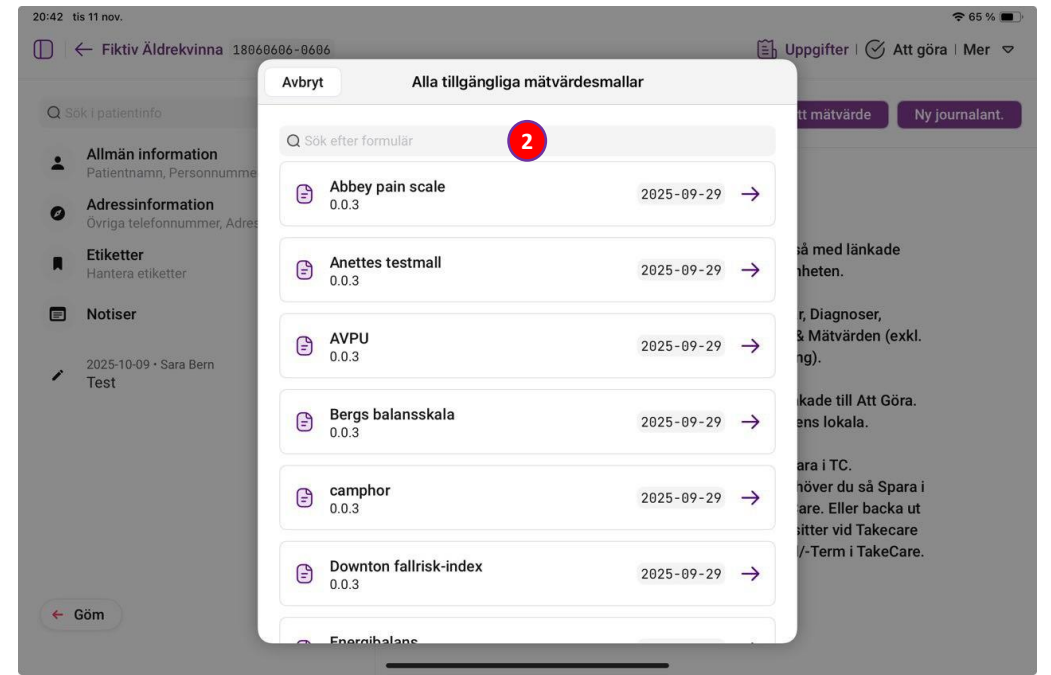 20:42 tis 11 nov.
65 %
Fiktiv Äldrekvinna 18060606-0606
Uppgifter Att göra Mer
Sök i patientinfo
Allmän information
Patientnamn, Personnumme
Adressinformation
Övriga telefonnummer, Adres
Etiketter
Hantera etiketter
Notiser
2025-10-09 • Sara Bern
Test
Göm
Avbryt
Alla tillgängliga mätvärdesmallar
Sök efter formulär
2
Abbey pain scale
0.0.3
2025-09-29
Anettes testmall
0.0.3
2025-09-29
AVPU
0.0.3
2025-09-29
Bergs balansskala
0.0.3
2025-09-29
camphor
0.0.3
2025-09-29
Downton fallrisk-index
0.0.3
2025-09-29
Energibalans
tt mätvärde
Ny journalant.
så med länkade
nheten.
r, Diagnoser,
& Mätvärden (exkl.
ng).
kade till Att Göra.
ens lokala.
ara i TC.
höver du så Spara i
are. Eller backa ut
sitter vid Takecare
/-Term i TakeCare.